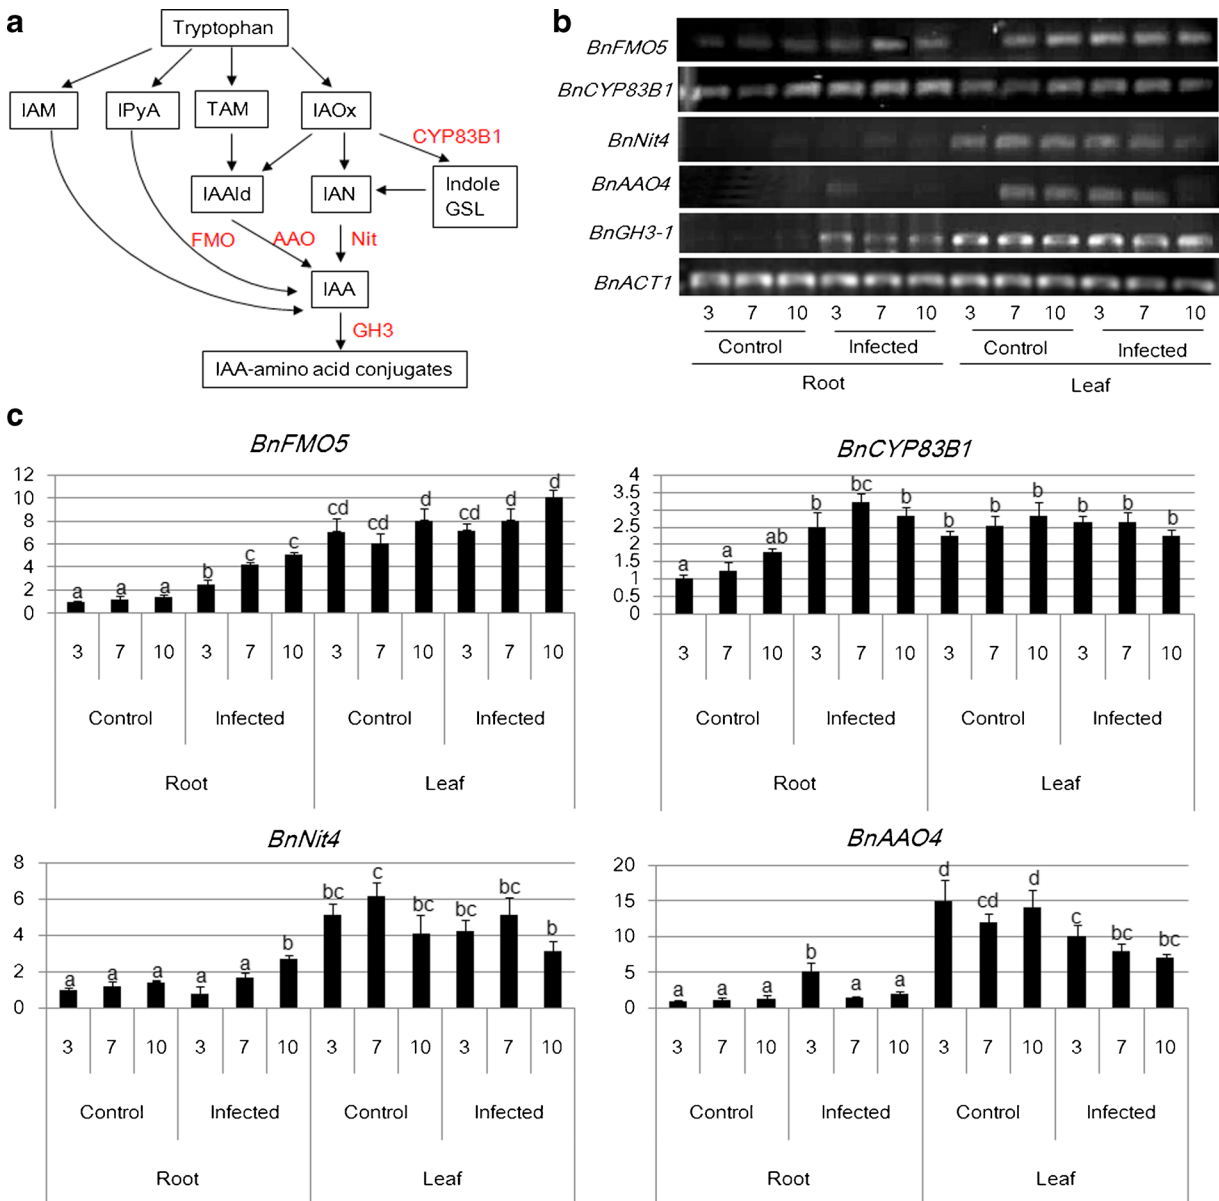 a
Tryptophan
IAM
IPyA
TAM
IAOx
CYP83B1
IAAld
IAN
Indole
GSL
FMO
AAO
Nit
IAA
GH3
IAA-amino acid conjugates
b
BnFMO5
BnCYP83B1
BnNit4
BnAAO4
BnGH3-1
BnACT1
3 7 10 3 7 10 3 7 10 3 7 10
Control Infected Control Infected
Root Leaf
c
BnFMO5
12
10
8
6
4
2
0
a a a b c c cd cd d cd d d
3 7 10 3 7 10 3 7 10 3 7 10
Control Infected Control Infected
Root Leaf
BnCYP83B1
4
3.5
3
2.5
2
1.5
1
0.5
0
a a ab b bc b b b b b b b
3 7 10 3 7 10 3 7 10 3 7 10
Control Infected Control Infected
Root Leaf
BnNit4
8
6
4
2
0
a a a a a b bc c bc bc bc b
3 7 10 3 7 10 3 7 10 3 7 10
Control Infected Control Infected
Root Leaf
BnAAO4
20
15
10
5
0
a a a b a a d cd d c bc bc
3 7 10 3 7 10 3 7 10 3 7 10
Control Infected Control Infected
Root Leaf